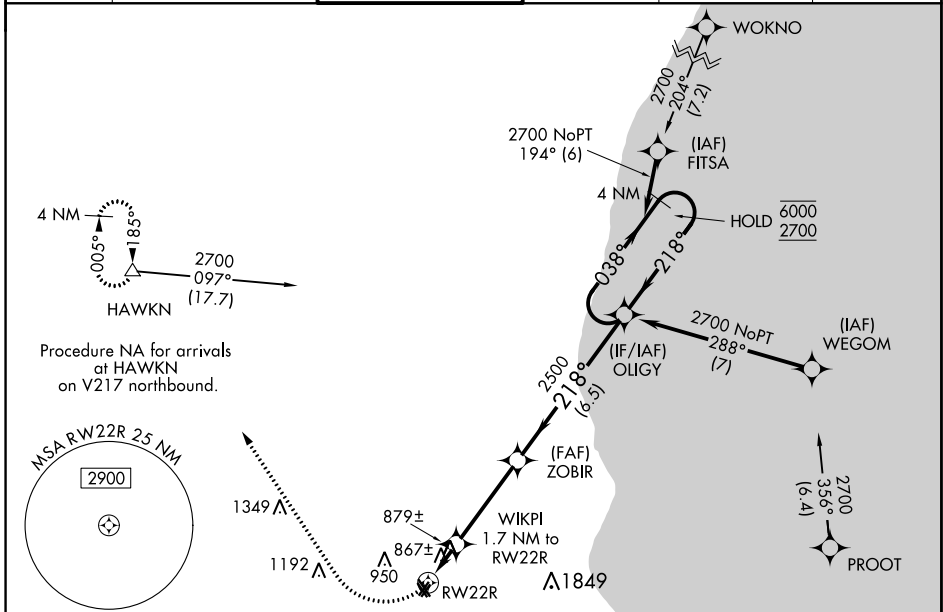 WOKNO
2700
204°
(7.2)
2700 NoPT
194° (6)
(IAF)
FITSA
4 NM
HOLD
6000
2700
038°
218°
4 NM
005°
185°
2700
097°
(17.7)
HAWKN
2700 NoPT
288°
(7)
(IAF)
WEGOM
(IF/IAF)
OLIGY
Procedure NA for arrivals
at HAWKN
on V217 northbound.
2500
218°
(6.5)
(FAF)
ZOBIR
MSA RW22R 25 NM
2900
2700
356°
(6.4)
PROOT
1349
879±
WIKPI
1.7 NM to
RW22R
1192
950
867±
RW22R
1849